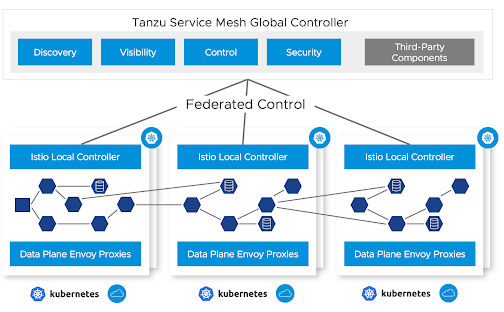 Tanzu Service Mesh Global Controller
Discovery
Visibility
Control
Security
Third-Party
Components
Federated Control
Istio Local Controller
Istio Local Controller
Istio Local Controller
Data Plane Envoy Proxies
Data Plane Envoy Proxies
Data Plane Envoy Proxies
kubernetes
kubernetes
kubernetes